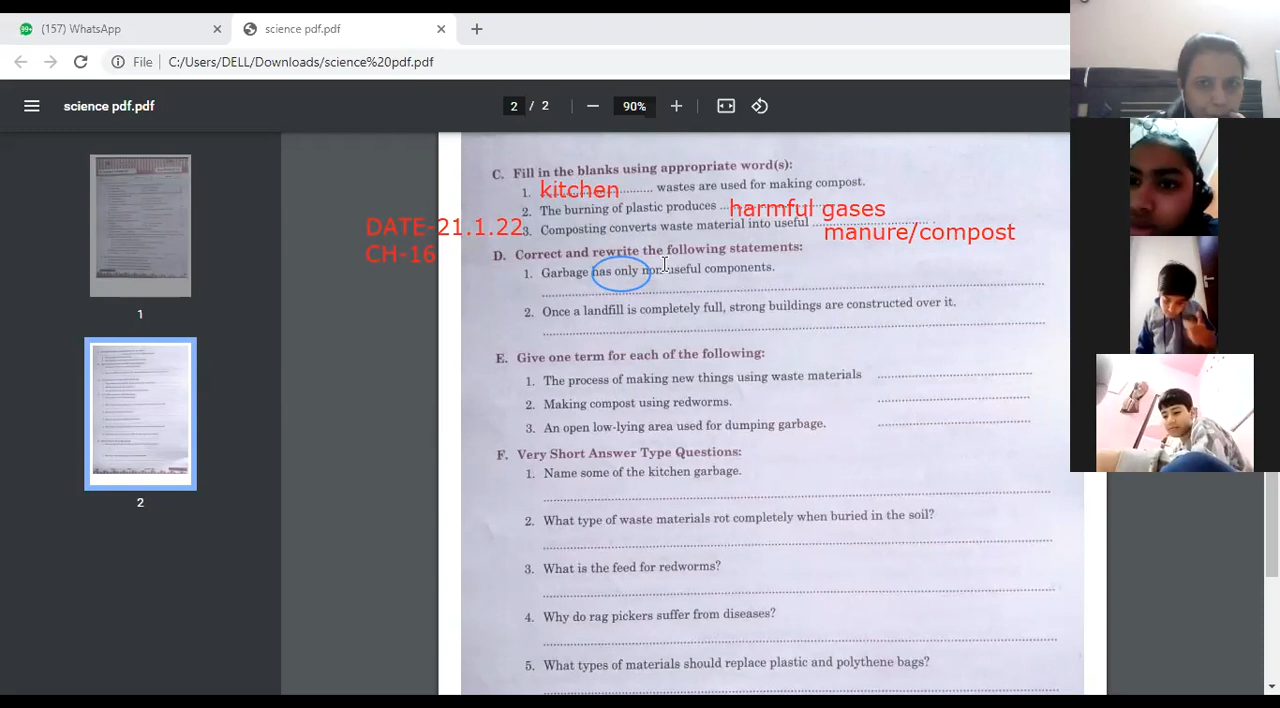 (157) WhatsApp
science pdf.pdf
File
C:/Users/DELL/Downloads/science%20pdf.pdf
science pdf.pdf
2 / 2
90%
1
2
DATE-21.1.22
CH-16
C. Fill in the blanks using appropriate word(s):
1. kitchen .......... wastes are used for making compost.
2. The burning of plastic produces ... harmful gases
3. Composting converts waste material into useful .............................. .
manure/compost
D. Correct and rewrite the following statements:
1. Garbage has only non-useful components.
2. Once a landfill is completely full, strong buildings are constructed over it.
E. Give one term for each of the following:
1. The process of making new things using waste materials
2. Making compost using redworms.
3. An open low-lying area used for dumping garbage.
F. Very Short Answer Type Questions:
1. Name some of the kitchen garbage.
2. What type of waste materials rot completely when buried in the soil?
3. What is the feed for redworms?
4. Why do rag pickers suffer from diseases?
5. What types of materials should replace plastic and polythene bags?